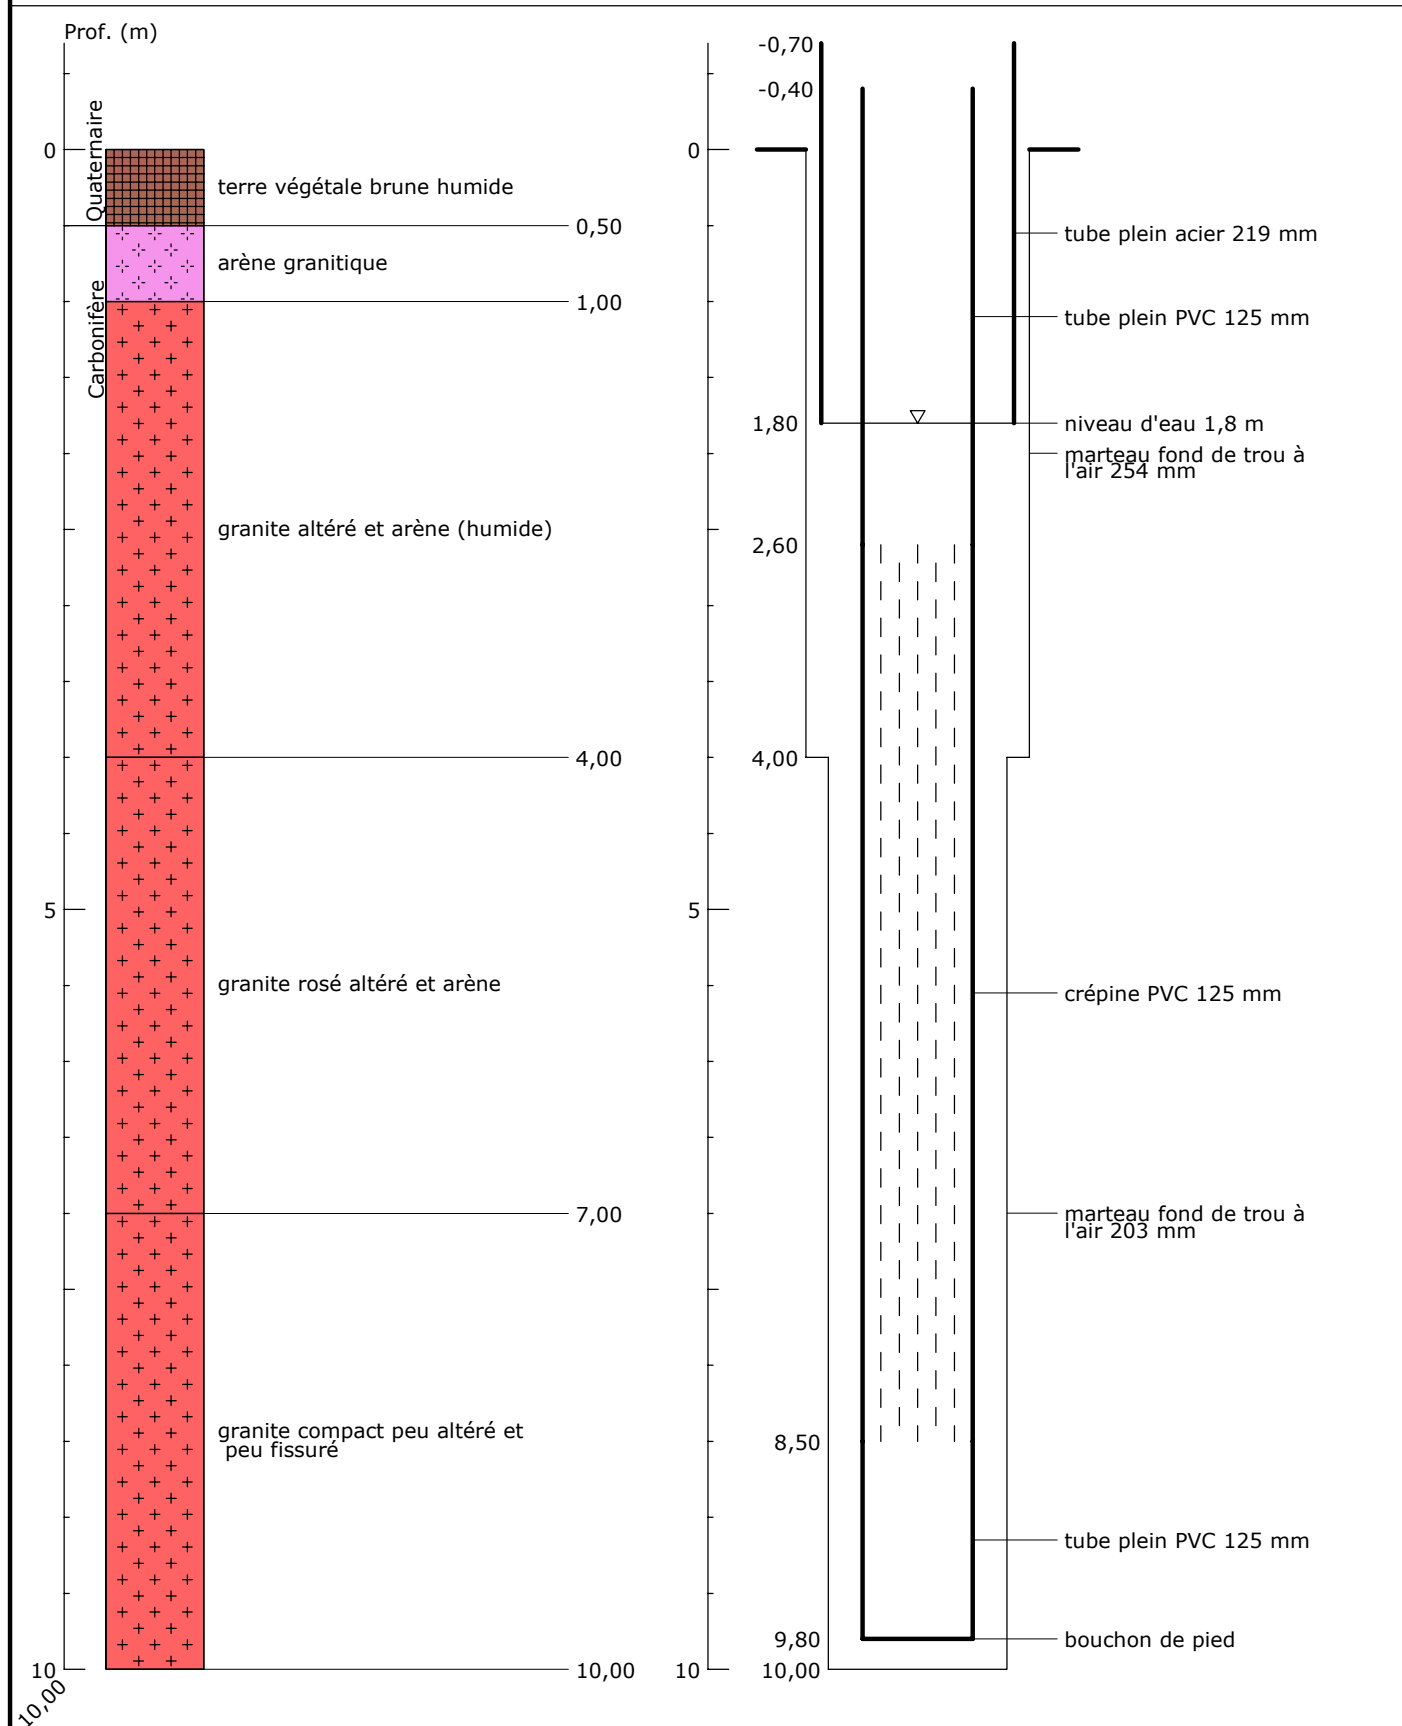 Prof. (m)
Quaternaire
Carbonifère
0
5
10
10,00
terre végétale brune humide
0,50
arène granitique
1,00
granite altéré et arène (humide)
4,00
granite rosé altéré et arène
7,00
granite compact peu altéré et
peu fissuré
10,00
0
5
10
-0,70
-0,40
1,80
2,60
4,00
8,50
9,80
10,00
tube plein acier 219 mm
tube plein PVC 125 mm
niveau d'eau 1,8 m
marteau fond de trou à
l'air 254 mm
crépine PVC 125 mm
marteau fond de trou à
l'air 203 mm
tube plein PVC 125 mm
bouchon de pied